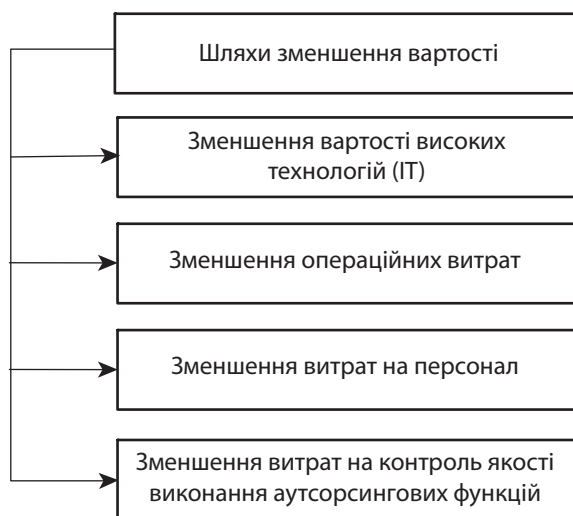 Шляхи зменшення вартості
Зменшення вартості високих
технологій (ІТ)
Зменшення операційних витрат
Зменшення витрат на персонал
Зменшення витрат на контроль якості
виконання аутсорсингових функцій